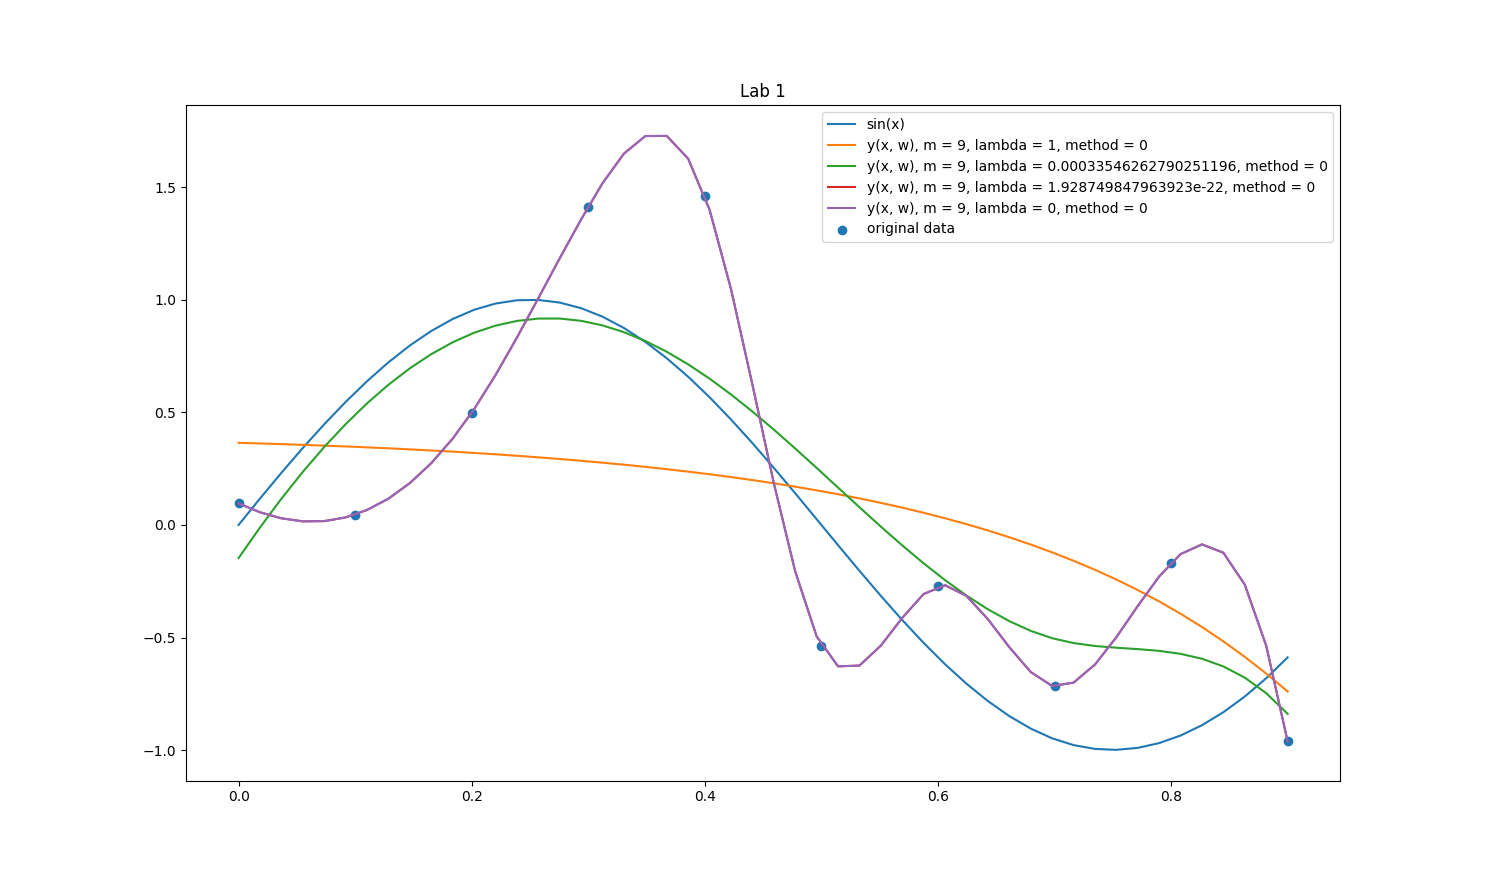 Lab 1
sin(x)
y(x, w), m = 9, lambda = 1, method = 0
y(x, w), m = 9, lambda = 0.00033546262790251196, method = 0
y(x, w), m = 9, lambda = 1.928749847963923e-22, method = 0
y(x, w), m = 9, lambda = 0, method = 0
original data
1.5
1.0
0.5
0.0
−0.5
−1.0
0.0 0.2 0.4 0.6 0.8